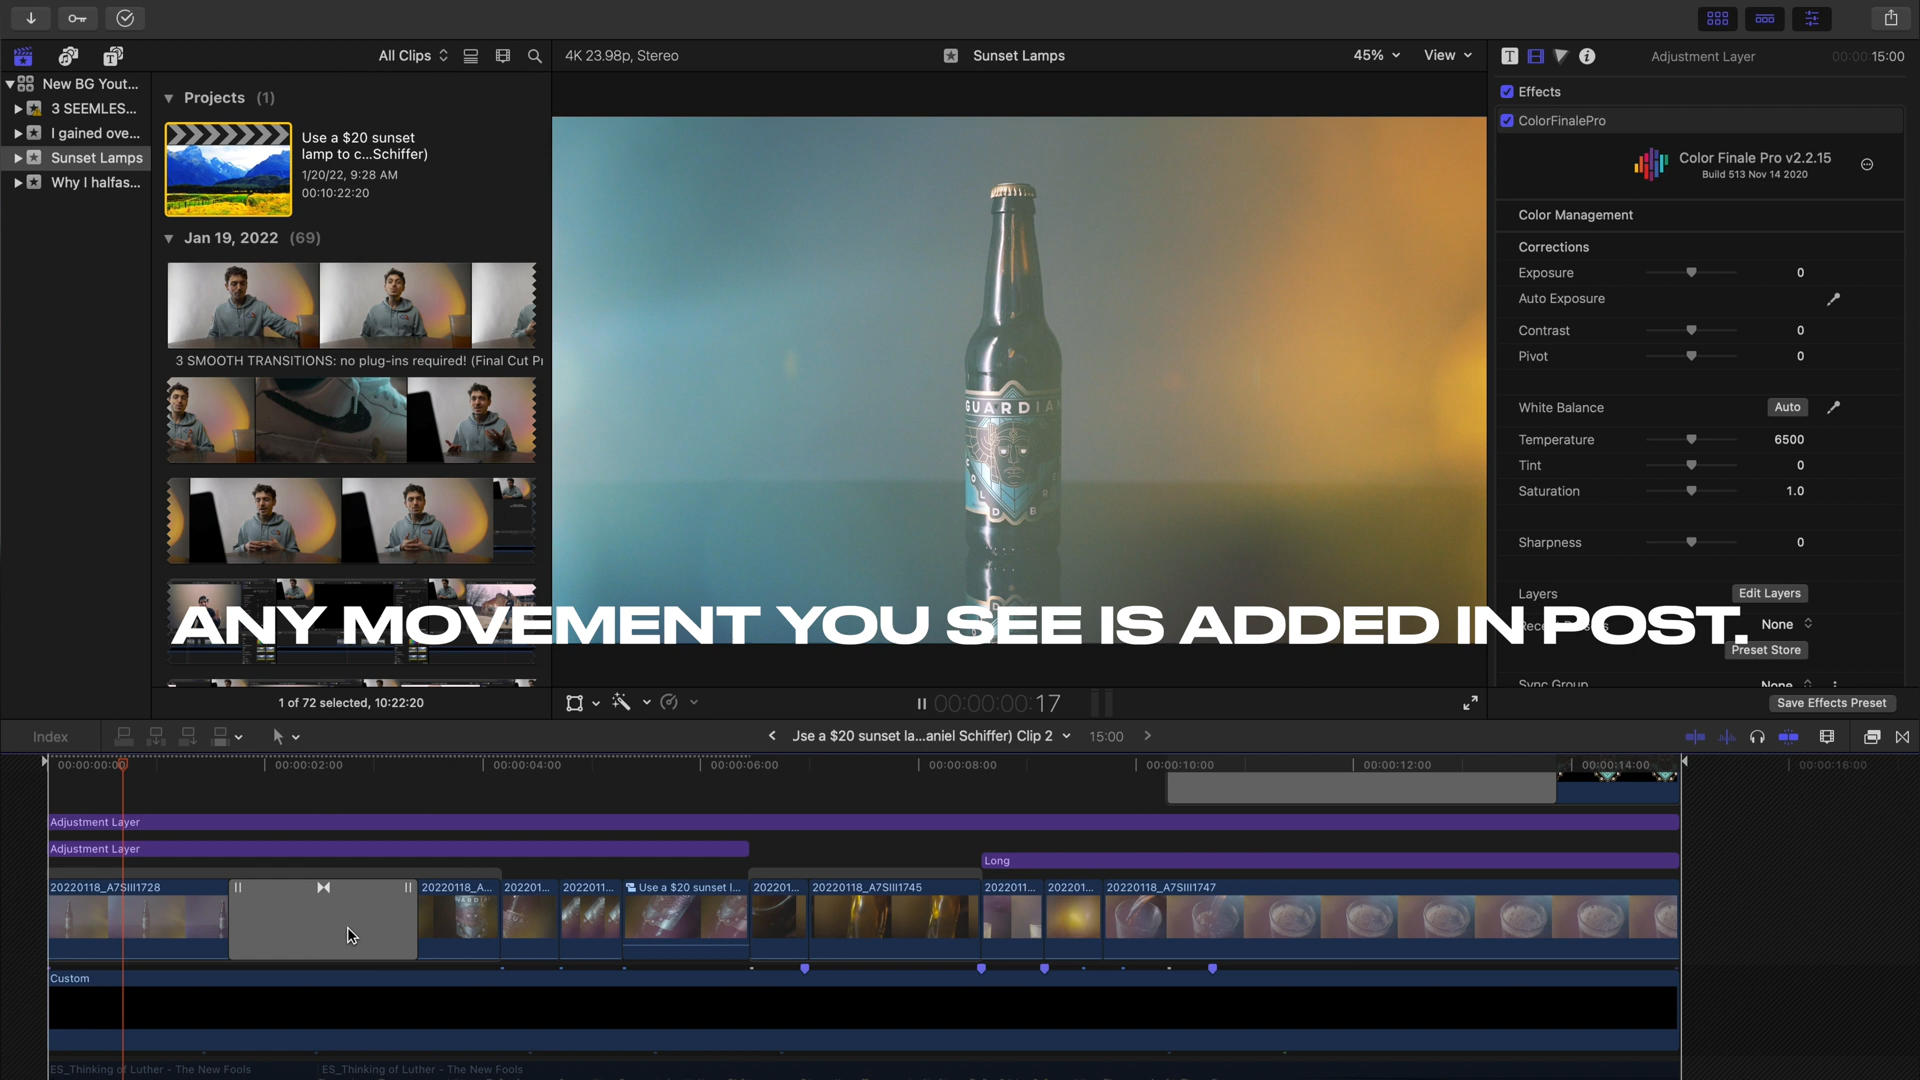 All Clips
4K 23.98p, Stereo
Sunset Lamps
45%
View
Adjustment Layer
00:00:15:00
New BG Yout...
3 SEEMLES...
I gained ove...
Sunset Lamps
Why I halfas...
Projects (1)
Use a $20 sunset
lamp to c...Schiffer)
1/20/22, 9:28 AM
00:10:22:20
Jan 19, 2022 (69)
3 SMOOTH TRANSITIONS: no plug-ins required! (Final Cut Pr
1 of 72 selected, 10:22:20
GUARDIAN
COLD BREW
Effects
ColorFinalePro
Color Finale Pro v2.2.15
Build 513 Nov 14 2020
Color Management
Corrections
Exposure 0
Auto Exposure
Contrast 0
Pivot 0
White Balance Auto
Temperature 6500
Tint 0
Saturation 1.0
Sharpness 0
Layers Edit Layers
None
Preset Store
Sync Group None
Save Effects Preset
ANY MOVEMENT YOU SEE IS ADDED IN POST.
00:00:00:17
Index
Jse a $20 sunset la...aniel Schiffer) Clip 2
15:00
00:00:00:00
00:00:02:00
00:00:04:00
00:00:06:00
00:00:08:00
00:00:10:00
00:00:12:00
00:00:14:00
00:00:16:00
Adjustment Layer
Adjustment Layer
Long
20220118_A7SIII1728
20220118_A...
202201...
2022011...
Use a $20 sunset l...
202201...
20220118_A7SIII1745
2022011...
202201...
20220118_A7SIII1747
Custom
ES_Thinking of Luther - The New Fools
ES_Thinking of Luther - The New Fools